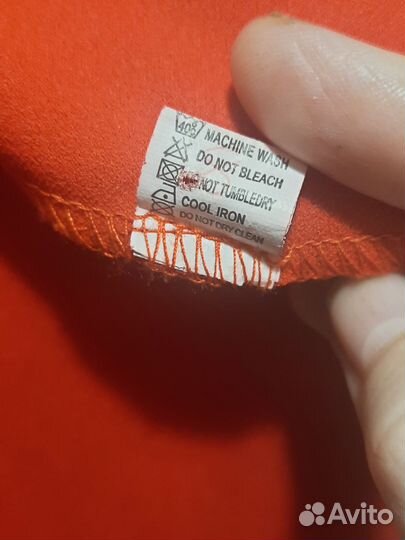 40° MACHINE WASH
DO NOT BLEACH
NOT TUMBLEDRY
COOL IRON
DO NOT DRY CLEAN
Avito